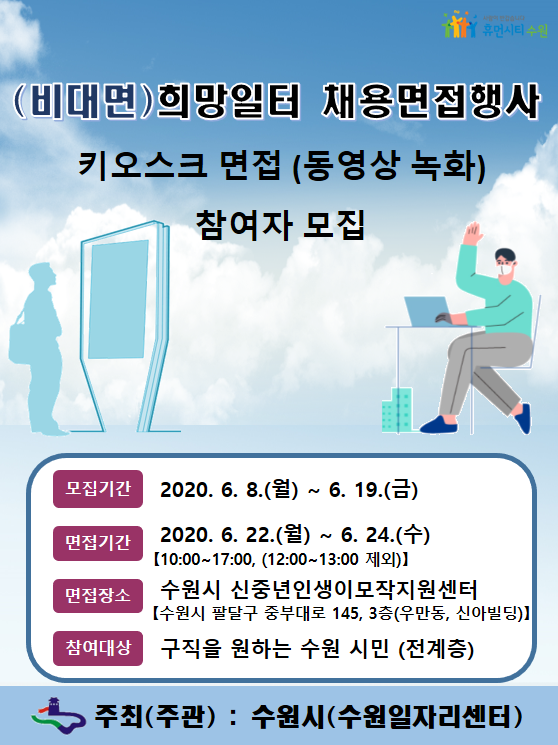 휴먼시티 수원
(비대면)희망일터 채용면접행사
키오스크 면접 (동영상 녹화)
참여자 모집
모집기간 2020. 6. 8.(월) ~ 6. 19.(금)
면접기간 2020. 6. 22.(월) ~ 6. 24.(수)
【10:00~17:00, (12:00~13:00 제외)】
면접장소 수원시 신중년인생이모작지원센터
【수원시 팔달구 중부대로 145, 3층(우만동, 신아빌딩)】
참여대상 구직을 원하는 수원 시민 (전계층)
주최(주관) : 수원시(수원일자리센터)